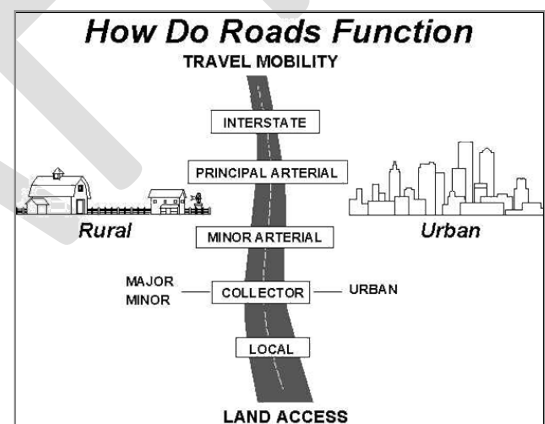 How Do Roads Function
TRAVEL MOBILITY
INTERSTATE
PRINCIPAL ARTERIAL
Rural
Urban
MINOR ARTERIAL
MAJOR
MINOR
COLLECTOR
URBAN
LOCAL
LAND ACCESS